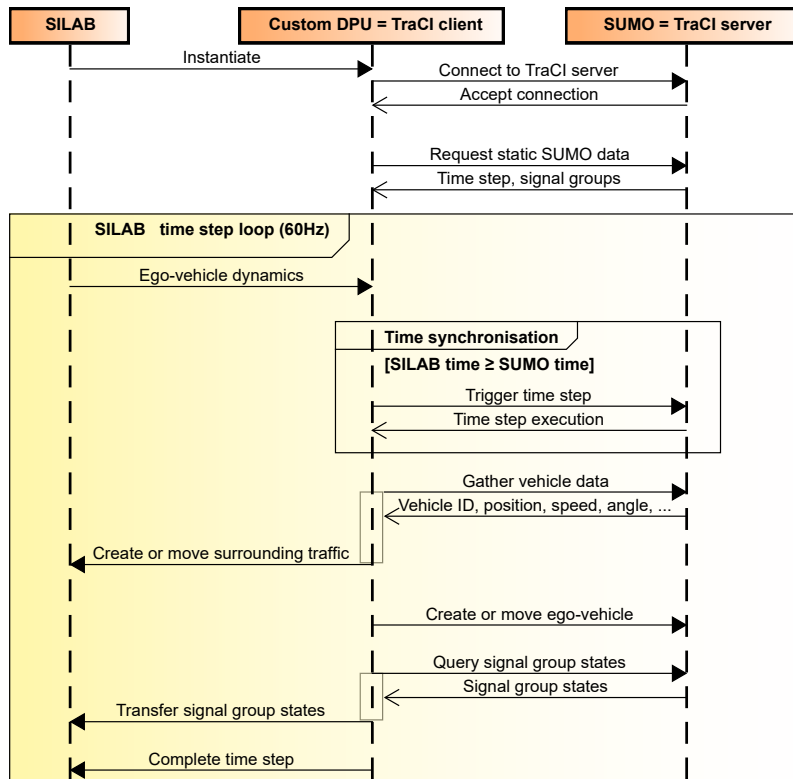 SILAB
Custom DPU = TraCI client
SUMO = TraCI server
Instantiate
Connect to TraCI server
Accept connection
Request static SUMO data
Time step, signal groups
SILAB time step loop (60Hz)
Ego-vehicle dynamics
Time synchronisation
[SILAB time ≥ SUMO time]
Trigger time step
Time step execution
Gather vehicle data
Vehicle ID, position, speed, angle, ...
Create or move surrounding traffic
Create or move ego-vehicle
Query signal group states
Signal group states
Transfer signal group states
Complete time step